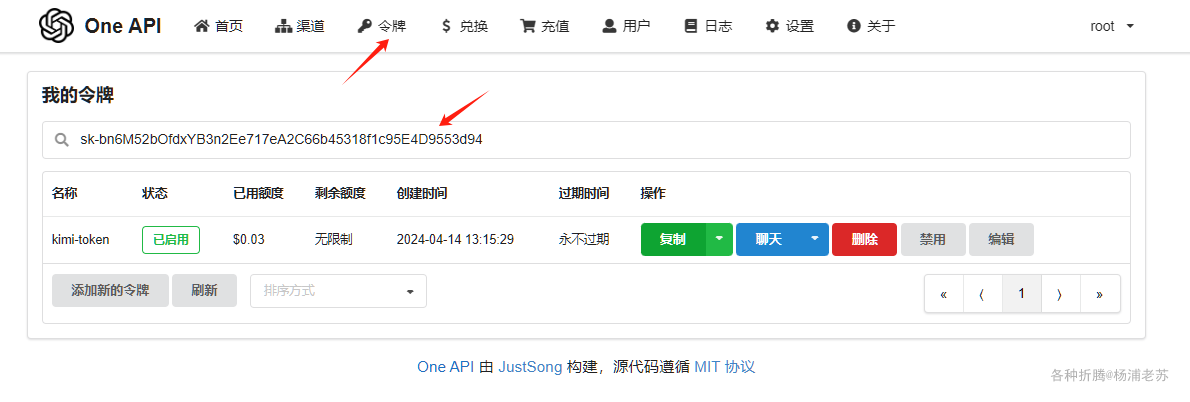 One API 首页 渠道 令牌 兑换 充值 用户 日志 设置 关于 root
我的令牌
sk-bn6M52bOfdxYB3n2Ee717eA2C66b45318f1c95E4D9553d94
名称 状态 已用额度 剩余额度 创建时间 过期时间 操作
kimi-token 已启用 $0.03 无限制 2024-04-14 13:15:29 永不过期 复制 聊天 删除 禁用 编辑
添加新的令牌 刷新 排序方式 « ⟨ 1 ⟩ »
One API 由 JustSong 构建，源代码遵循 MIT 协议
各种折腾@杨浦老苏